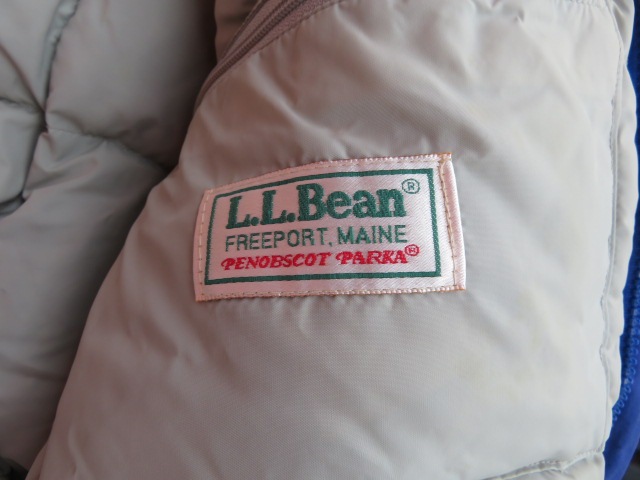 L.L.Bean®
FREEPORT, MAINE
PENOBSCOT PARKA®